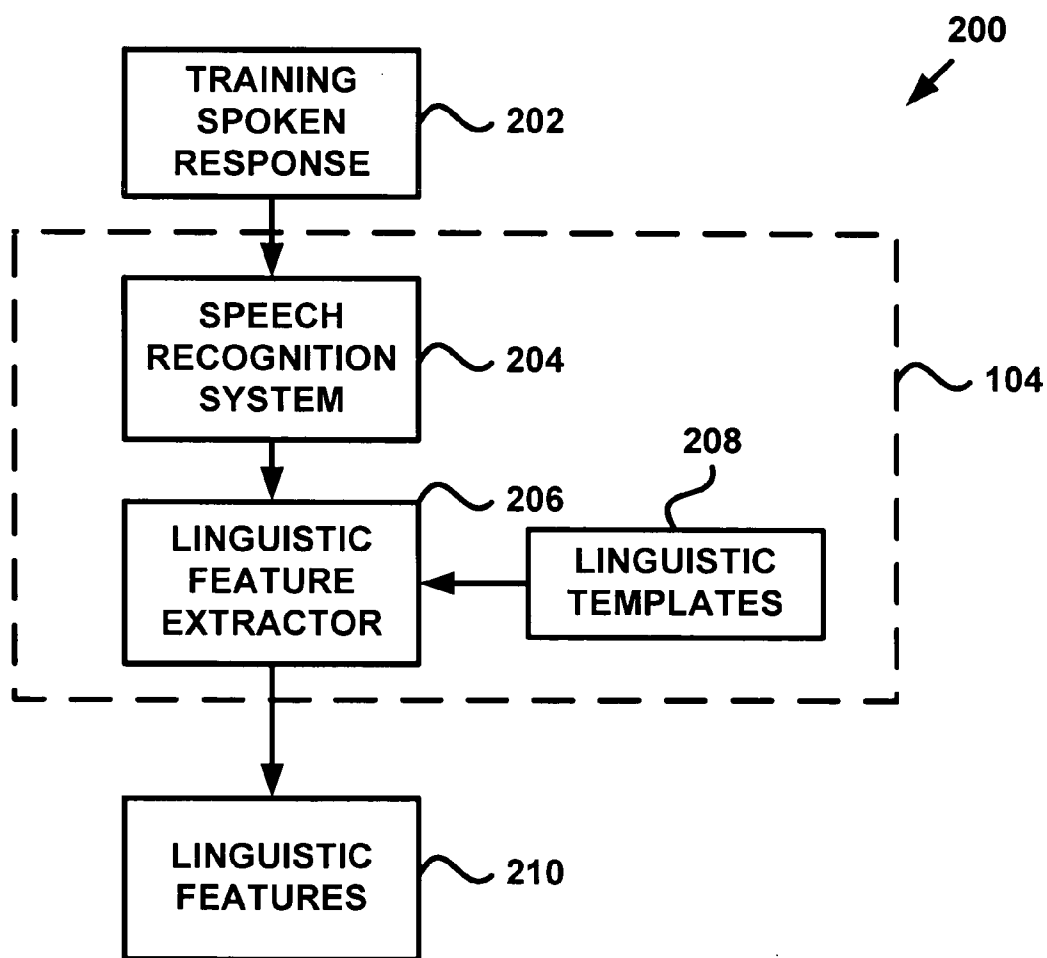 200
TRAINING
SPOKEN
RESPONSE
202
SPEECH
RECOGNITION
SYSTEM
204
104
208
206
LINGUISTIC
FEATURE
EXTRACTOR
LINGUISTIC
TEMPLATES
LINGUISTIC
FEATURES
210